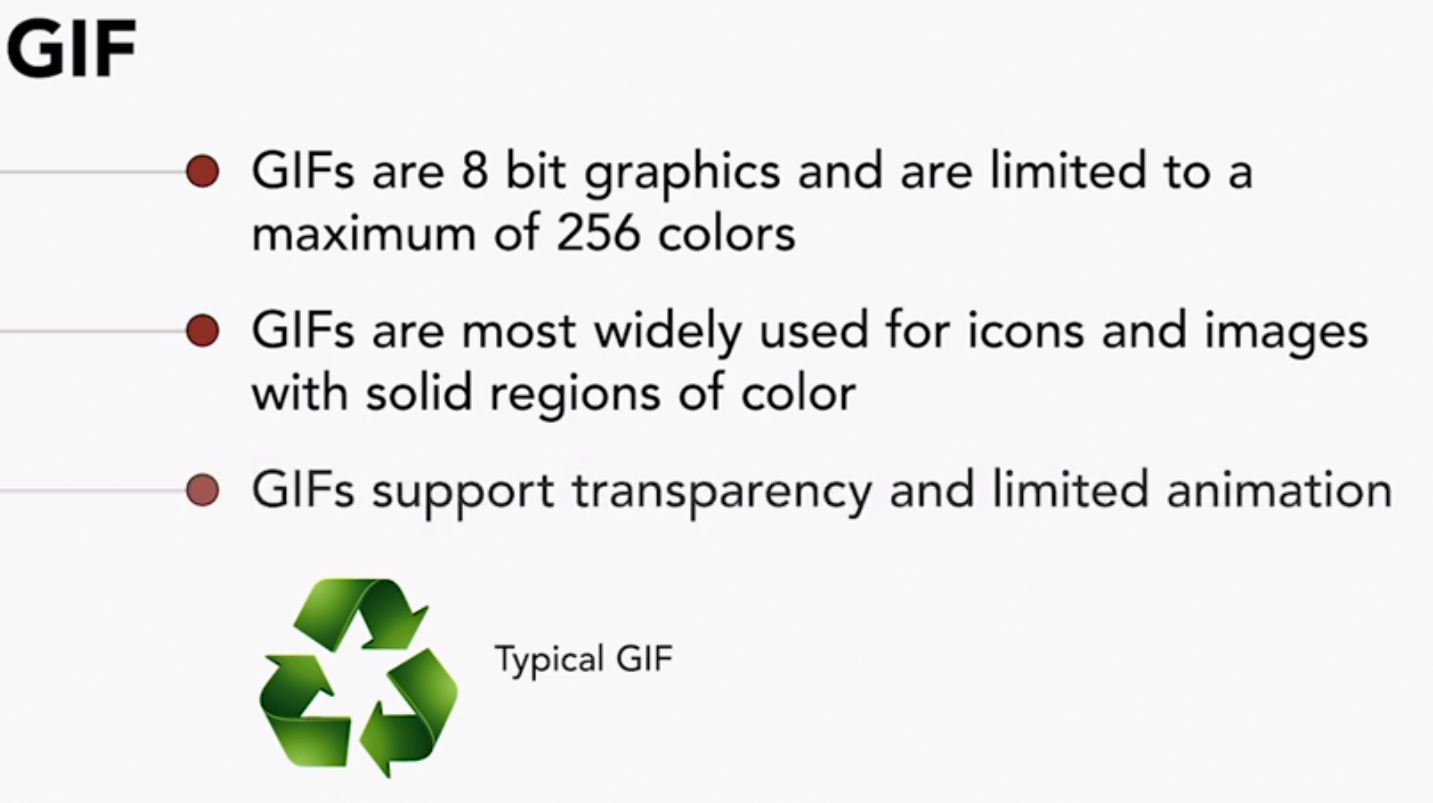 GIF
GIFs are 8 bit graphics and are limited to a
maximum of 256 colors
GIFs are most widely used for icons and images
with solid regions of color
GIFs support transparency and limited animation
Typical GIF